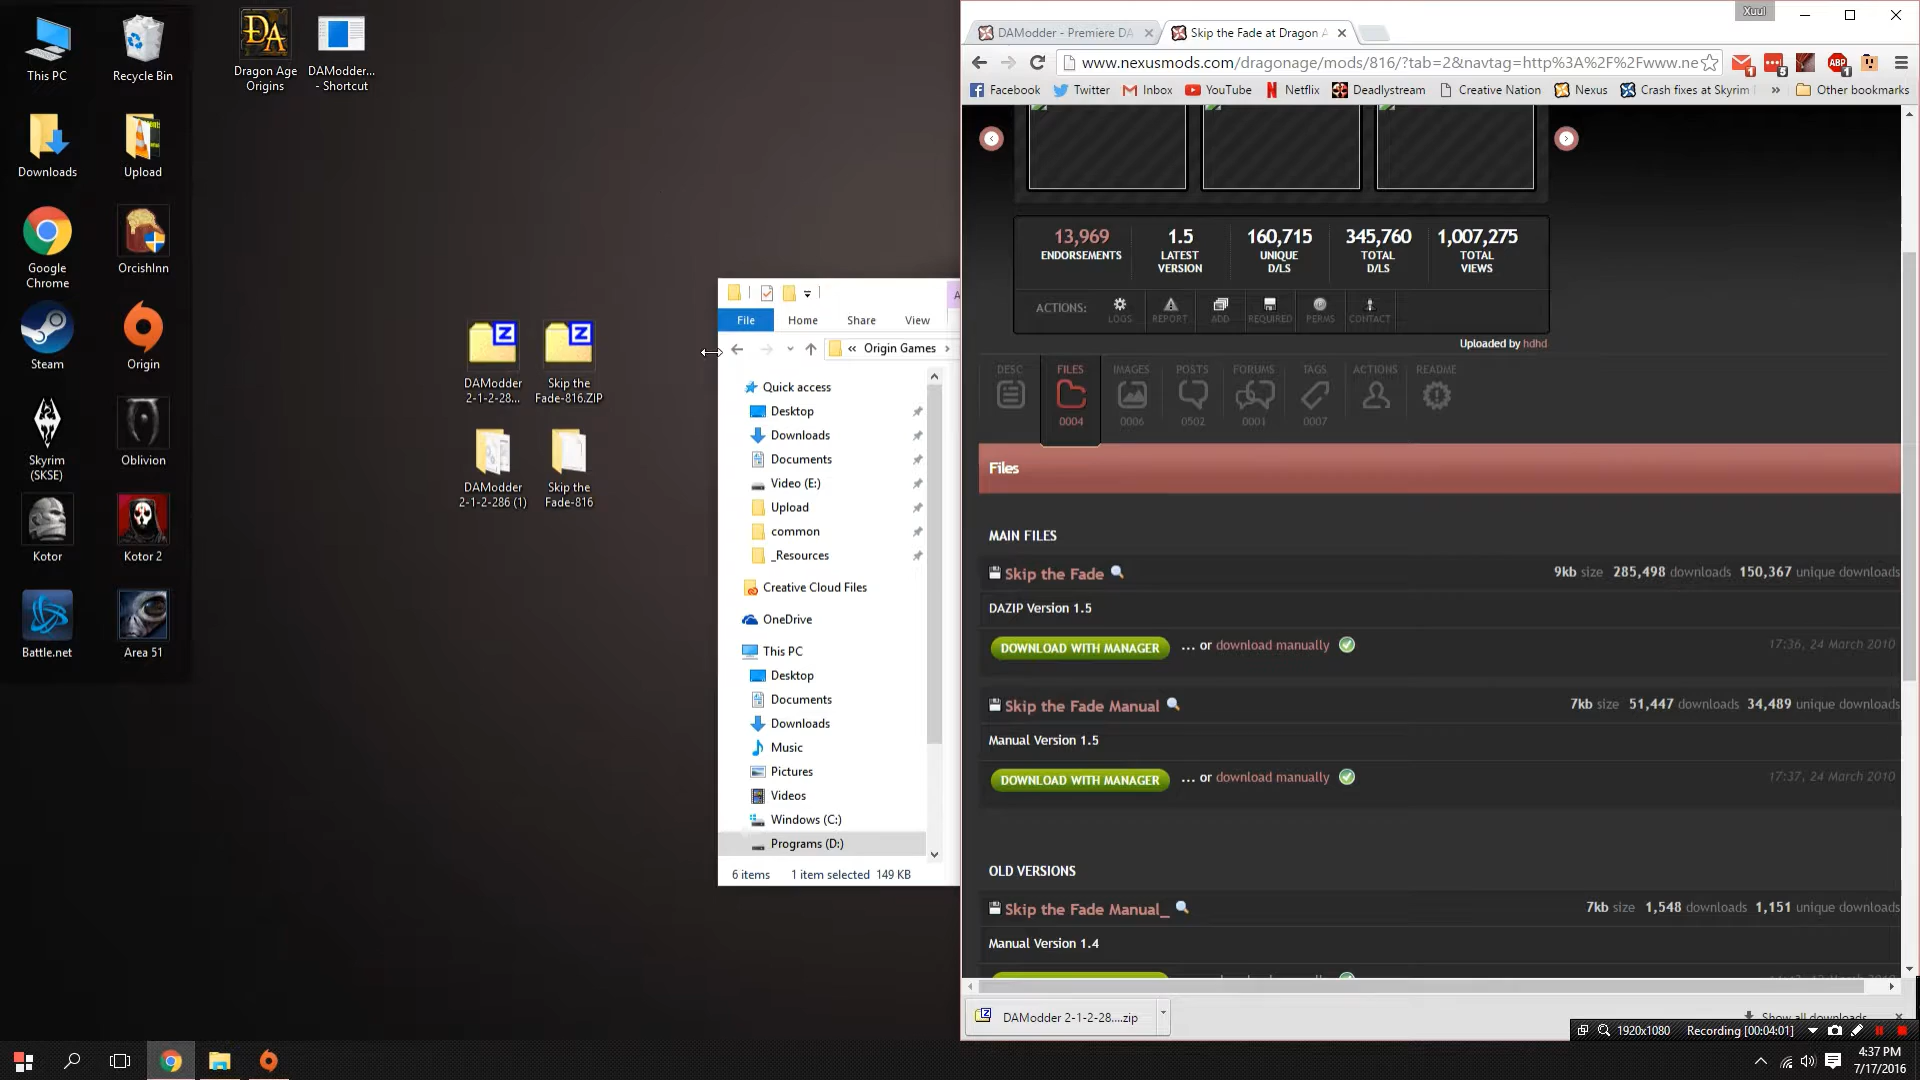 This PC
Recycle Bin
Dragon Age
Origins
DAModder...
- Shortcut
Downloads
Upload
Google
Chrome
OrcishInn
Steam
Origin
Skyrim
(SKSE)
Oblivion
Kotor
Kotor 2
Battle.net
Area 51
DAModder
2-1-2-28...
Skip the
Fade-816.ZIP
DAModder
2-1-2-286 (1)
Skip the
Fade-816
File
Home
Share
View
« Origin Games
Quick access
Desktop
Downloads
Documents
Video (E:)
Upload
common
_Resources
Creative Cloud Files
OneDrive
This PC
Desktop
Documents
Downloads
Music
Pictures
Videos
Windows (C:)
Programs (D:)
6 items 1 item selected 149 KB
Xuul
DAModder - Premiere DA
Skip the Fade at Dragon A
www.nexusmods.com/dragonage/mods/816/?tab=2&navtag=http%3A%2F%2Fwww.ne
Facebook
Twitter
Inbox
YouTube
Netflix
Deadlystream
Creative Nation
Nexus
Crash fixes at Skyrim
»
Other bookmarks
13,969
ENDORSEMENTS
1.5
LATEST
VERSION
160,715
UNIQUE
D/LS
345,760
TOTAL
D/LS
1,007,275
TOTAL
VIEWS
ACTIONS:
LOGS
REPORT
ADD
REQUIRED
PERMS
CONTACT
Uploaded by hdhd
DESC
FILES
0004
IMAGES
0006
POSTS
0502
FORUMS
0001
TAGS
0007
ACTIONS
README
Files
MAIN FILES
Skip the Fade
9kb size 285,498 downloads 150,367 unique downloads
DAZIP Version 1.5
DOWNLOAD WITH MANAGER ... or download manually
17:36, 24 March 2010
Skip the Fade Manual
7kb size 51,447 downloads 34,489 unique downloads
Manual Version 1.5
DOWNLOAD WITH MANAGER ... or download manually
17:37, 24 March 2010
OLD VERSIONS
Skip the Fade Manual_
7kb size 1,548 downloads 1,151 unique downloads
Manual Version 1.4
DAModder 2-1-2-28....zip
Show all downloads...
1920x1080
Recording [00:04:01]
4:37 PM
7/17/2016